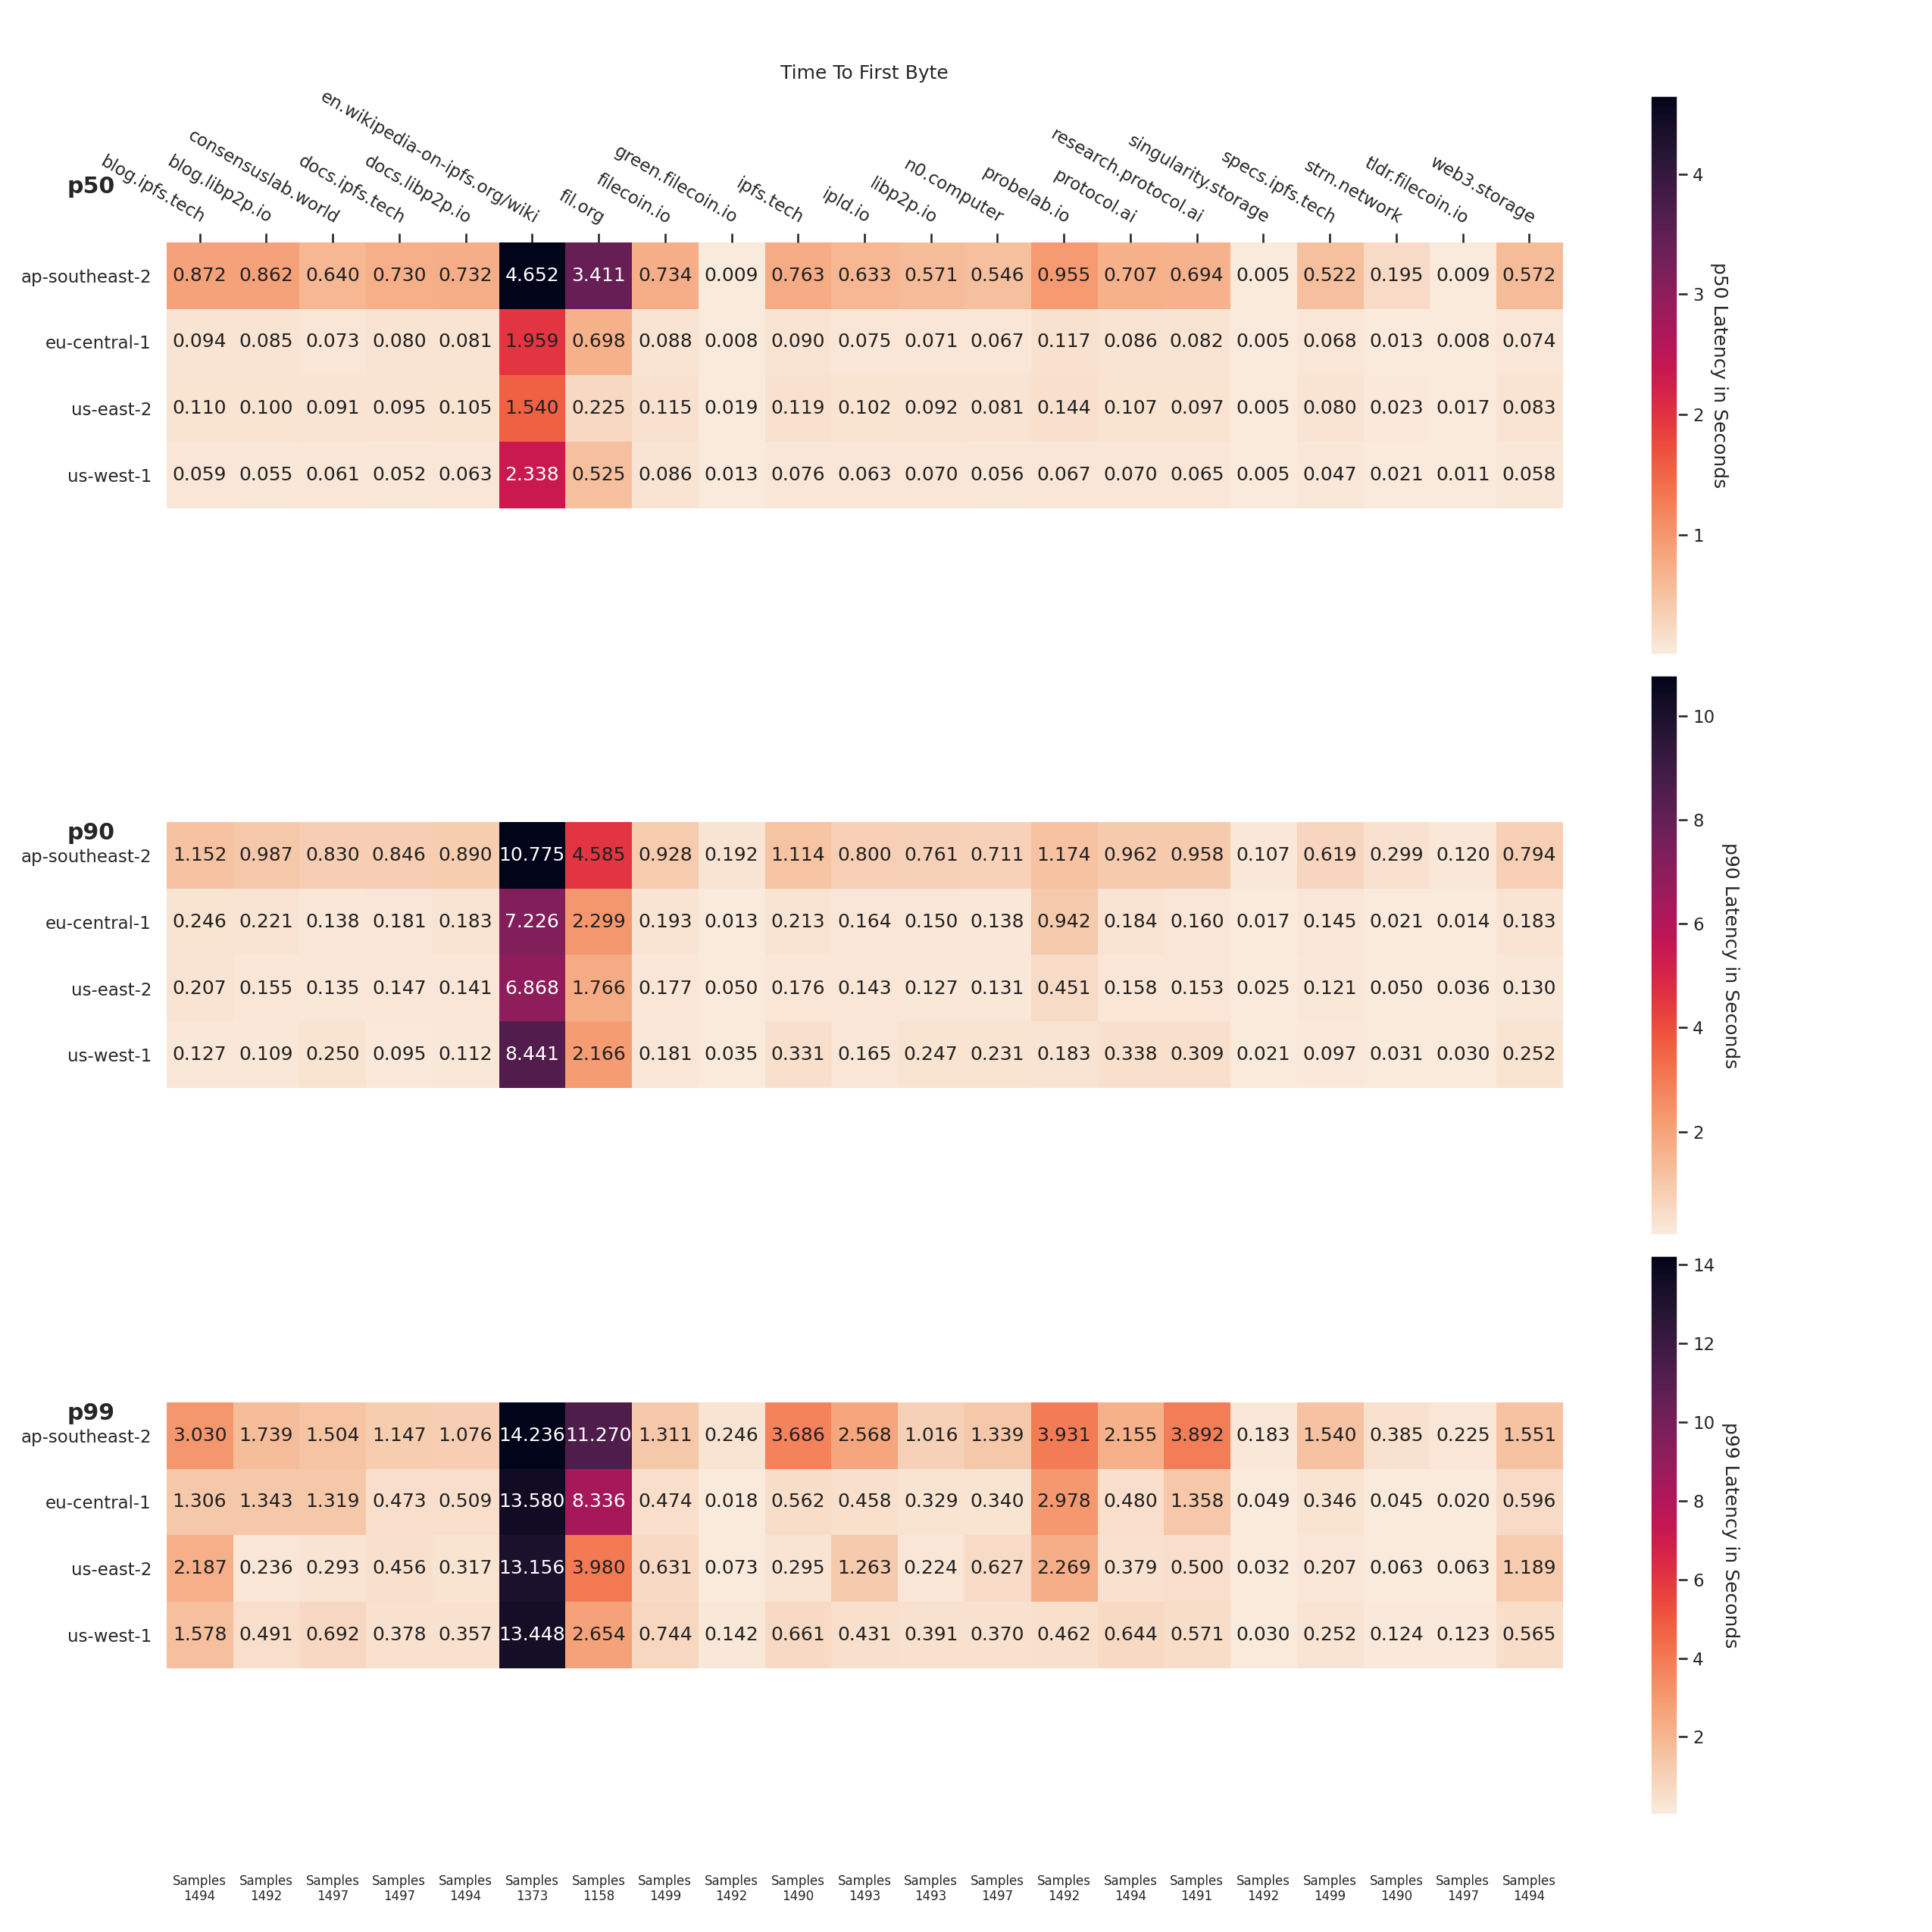 Time To First Byte
blog.ipfs.tech
blog.libp2p.io
consensuslab.world
docs.ipfs.tech
docs.libp2p.io
en.wikipedia-on-ipfs.org/wiki
fil.org
filecoin.io
green.filecoin.io
ipfs.tech
ipld.io
libp2p.io
n0.computer
probelab.io
protocol.ai
research.protocol.ai
singularity.storage
specs.ipfs.tech
strn.network
tldr.filecoin.io
web3.storage
p50
ap-southeast-2 0.872 0.862 0.640 0.730 0.732 4.652 3.411 0.734 0.009 0.763 0.633 0.571 0.546 0.955 0.707 0.694 0.005 0.522 0.195 0.009 0.572
eu-central-1 0.094 0.085 0.073 0.080 0.081 1.959 0.698 0.088 0.008 0.090 0.075 0.071 0.067 0.117 0.086 0.082 0.005 0.068 0.013 0.008 0.074
us-east-2 0.110 0.100 0.091 0.095 0.105 1.540 0.225 0.115 0.019 0.119 0.102 0.092 0.081 0.144 0.107 0.097 0.005 0.080 0.023 0.017 0.083
us-west-1 0.059 0.055 0.061 0.052 0.063 2.338 0.525 0.086 0.013 0.076 0.063 0.070 0.056 0.067 0.070 0.065 0.005 0.047 0.021 0.011 0.058
4
3
2
1
p50 Latency in Seconds
p90
ap-southeast-2 1.152 0.987 0.830 0.846 0.890 10.775 4.585 0.928 0.192 1.114 0.800 0.761 0.711 1.174 0.962 0.958 0.107 0.619 0.299 0.120 0.794
eu-central-1 0.246 0.221 0.138 0.181 0.183 7.226 2.299 0.193 0.013 0.213 0.164 0.150 0.138 0.942 0.184 0.160 0.017 0.145 0.021 0.014 0.183
us-east-2 0.207 0.155 0.135 0.147 0.141 6.868 1.766 0.177 0.050 0.176 0.143 0.127 0.131 0.451 0.158 0.153 0.025 0.121 0.050 0.036 0.130
us-west-1 0.127 0.109 0.250 0.095 0.112 8.441 2.166 0.181 0.035 0.331 0.165 0.247 0.231 0.183 0.338 0.309 0.021 0.097 0.031 0.030 0.252
10
8
6
4
2
p90 Latency in Seconds
p99
ap-southeast-2 3.030 1.739 1.504 1.147 1.076 14.236 11.270 1.311 0.246 3.686 2.568 1.016 1.339 3.931 2.155 3.892 0.183 1.540 0.385 0.225 1.551
eu-central-1 1.306 1.343 1.319 0.473 0.509 13.580 8.336 0.474 0.018 0.562 0.458 0.329 0.340 2.978 0.480 1.358 0.049 0.346 0.045 0.020 0.596
us-east-2 2.187 0.236 0.293 0.456 0.317 13.156 3.980 0.631 0.073 0.295 1.263 0.224 0.627 2.269 0.379 0.500 0.032 0.207 0.063 0.063 1.189
us-west-1 1.578 0.491 0.692 0.378 0.357 13.448 2.654 0.744 0.142 0.661 0.431 0.391 0.370 0.462 0.644 0.571 0.030 0.252 0.124 0.123 0.565
14
12
10
8
6
4
2
p99 Latency in Seconds
Samples Samples Samples Samples Samples Samples Samples Samples Samples Samples Samples Samples Samples Samples Samples Samples Samples Samples Samples Samples Samples
1494 1492 1497 1497 1494 1373 1158 1499 1492 1490 1493 1493 1497 1492 1494 1491 1492 1499 1490 1497 1494